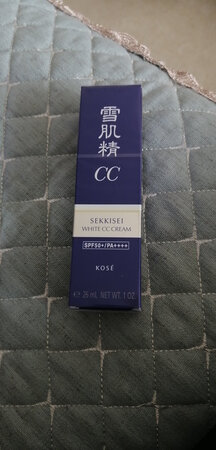 雪肌精
CC
SEKKISEI
WHITE CC CREAM
SPF50+/PA++++
KOSÉ
℮ 25 mL NET WT. 1 OZ.